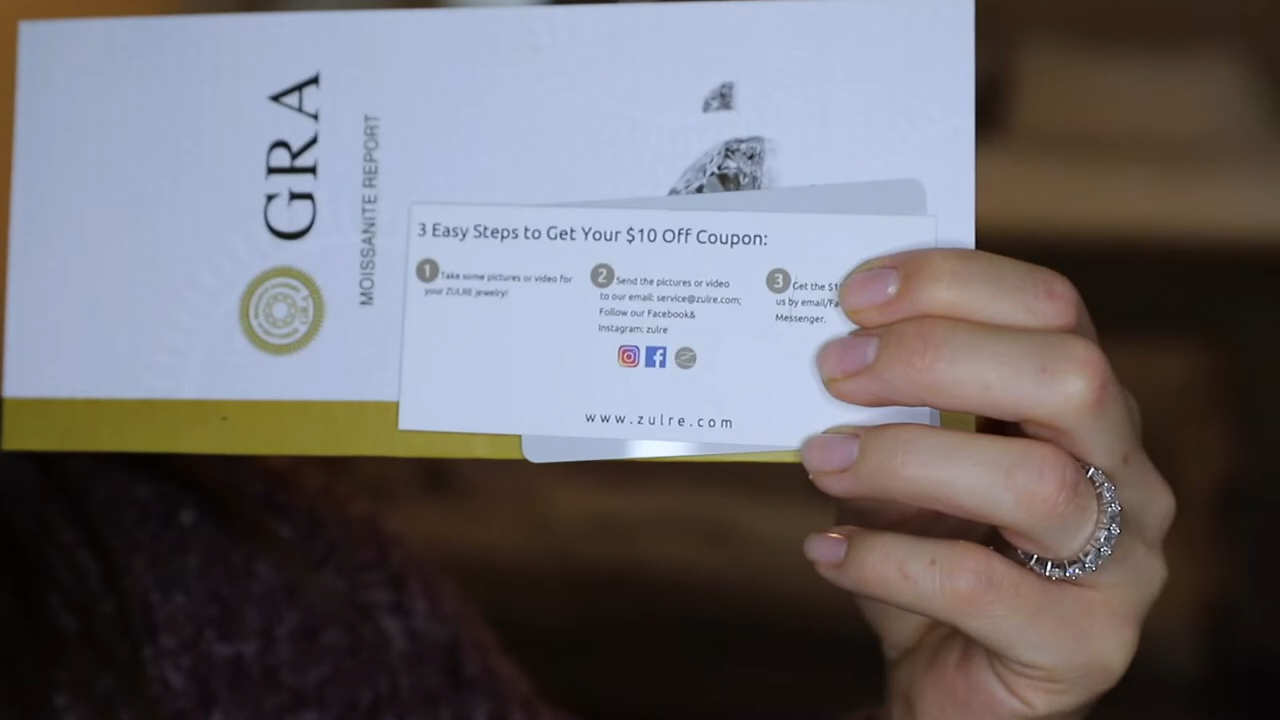 GRA
MOISSANITE REPORT
3 Easy Steps to Get Your $10 Off Coupon:
1 Take some pictures or video for
your ZULRE jewelry!
2 Send the pictures or video
to our email: service@zulre.com;
Follow our Facebook&
Instagram: zulre
3 Get the
us by email/
Messenger.
www.zulre.com